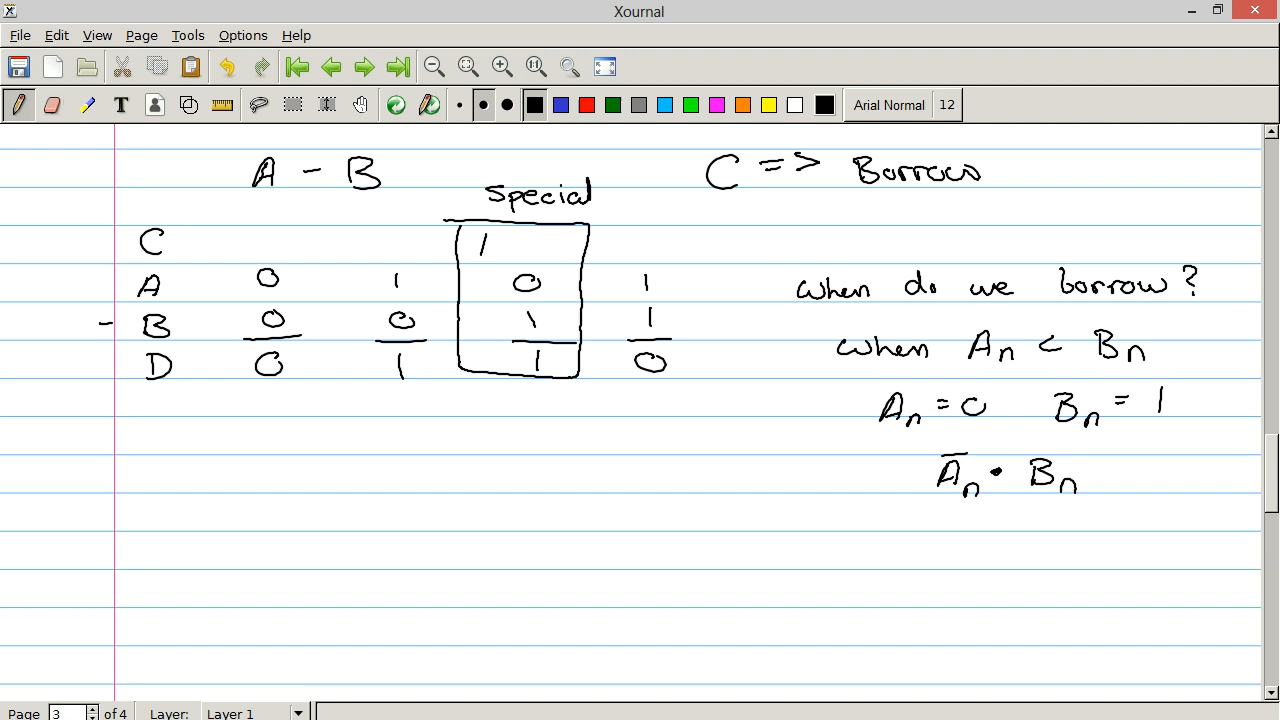 Xournal
File Edit View Page Tools Options Help
T Arial Normal 12
A - B C => Borrow
special
C 1
A 0 1 0 1 when do we borrow?
- B 0 0 1 1 when An < Bn
D 0 1 1 0
An = 0 Bn = 1
A̅n • Bn
Page 3 of 4 Layer: Layer 1